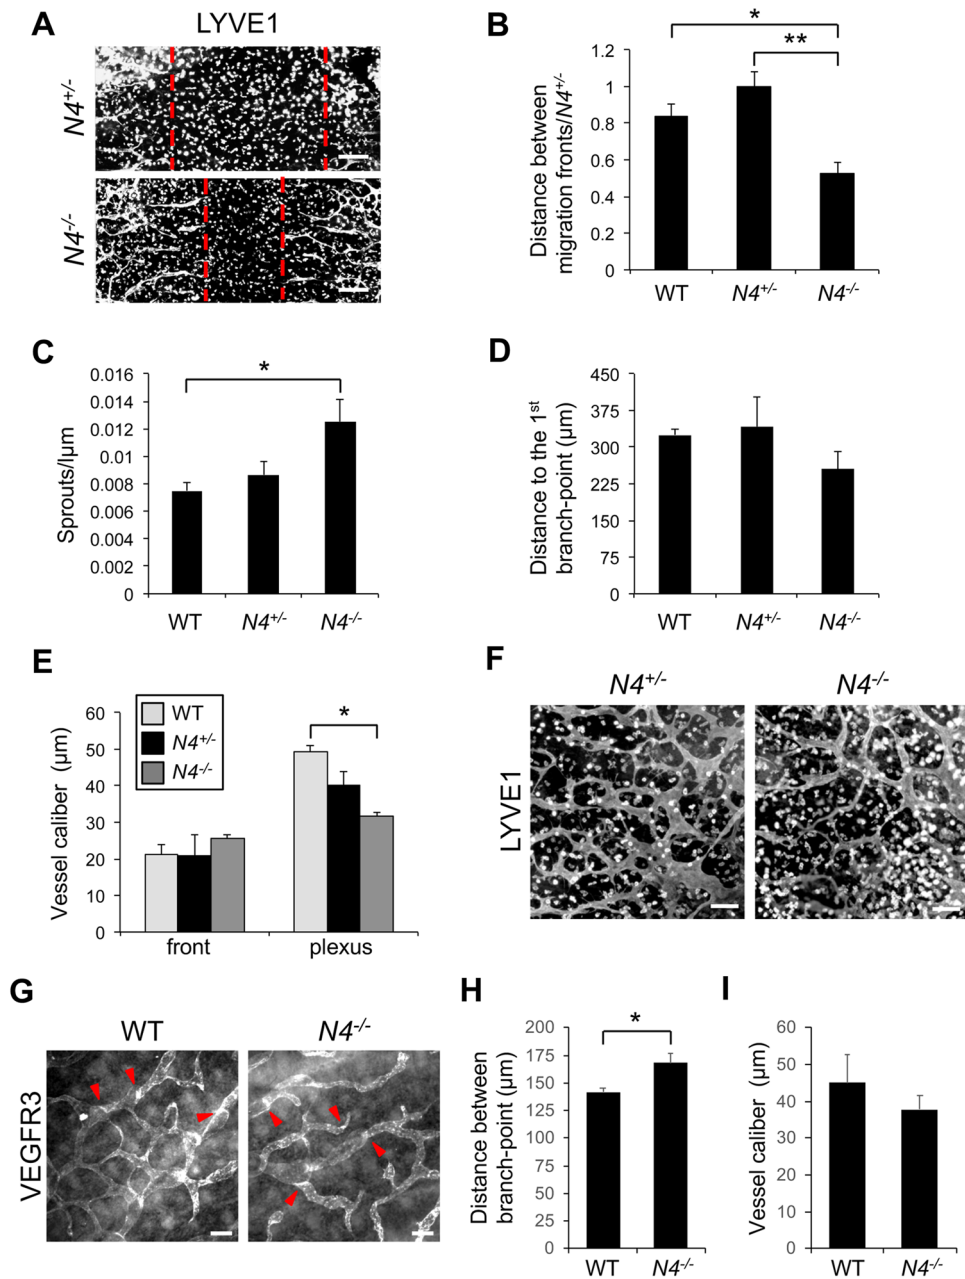 A
LYVE1
N4+/-
N4-/-
B
Distance between
migration fronts/N4+/-
1.2
1
0.8
0.6
0.4
0.2
0
*
**
WT
N4+/-
N4-/-
C
Sprouts/lµm
0.016
0.014
0.012
0.01
0.008
0.006
0.004
0.002
0
*
WT
N4+/-
N4-/-
D
Distance to the 1st
branch-point (µm)
450
375
300
225
150
75
0
WT
N4+/-
N4-/-
E
Vessel caliber (µm)
60
50
40
30
20
10
0
WT
N4+/-
N4-/-
*
front
plexus
F
N4+/-
N4-/-
LYVE1
G
WT
N4-/-
VEGFR3
H
Distance between
branch-point (µm)
200
175
150
125
100
75
50
25
0
*
WT
N4-/-
I
Vessel caliber (µm)
60
50
40
30
20
10
0
WT
N4-/-